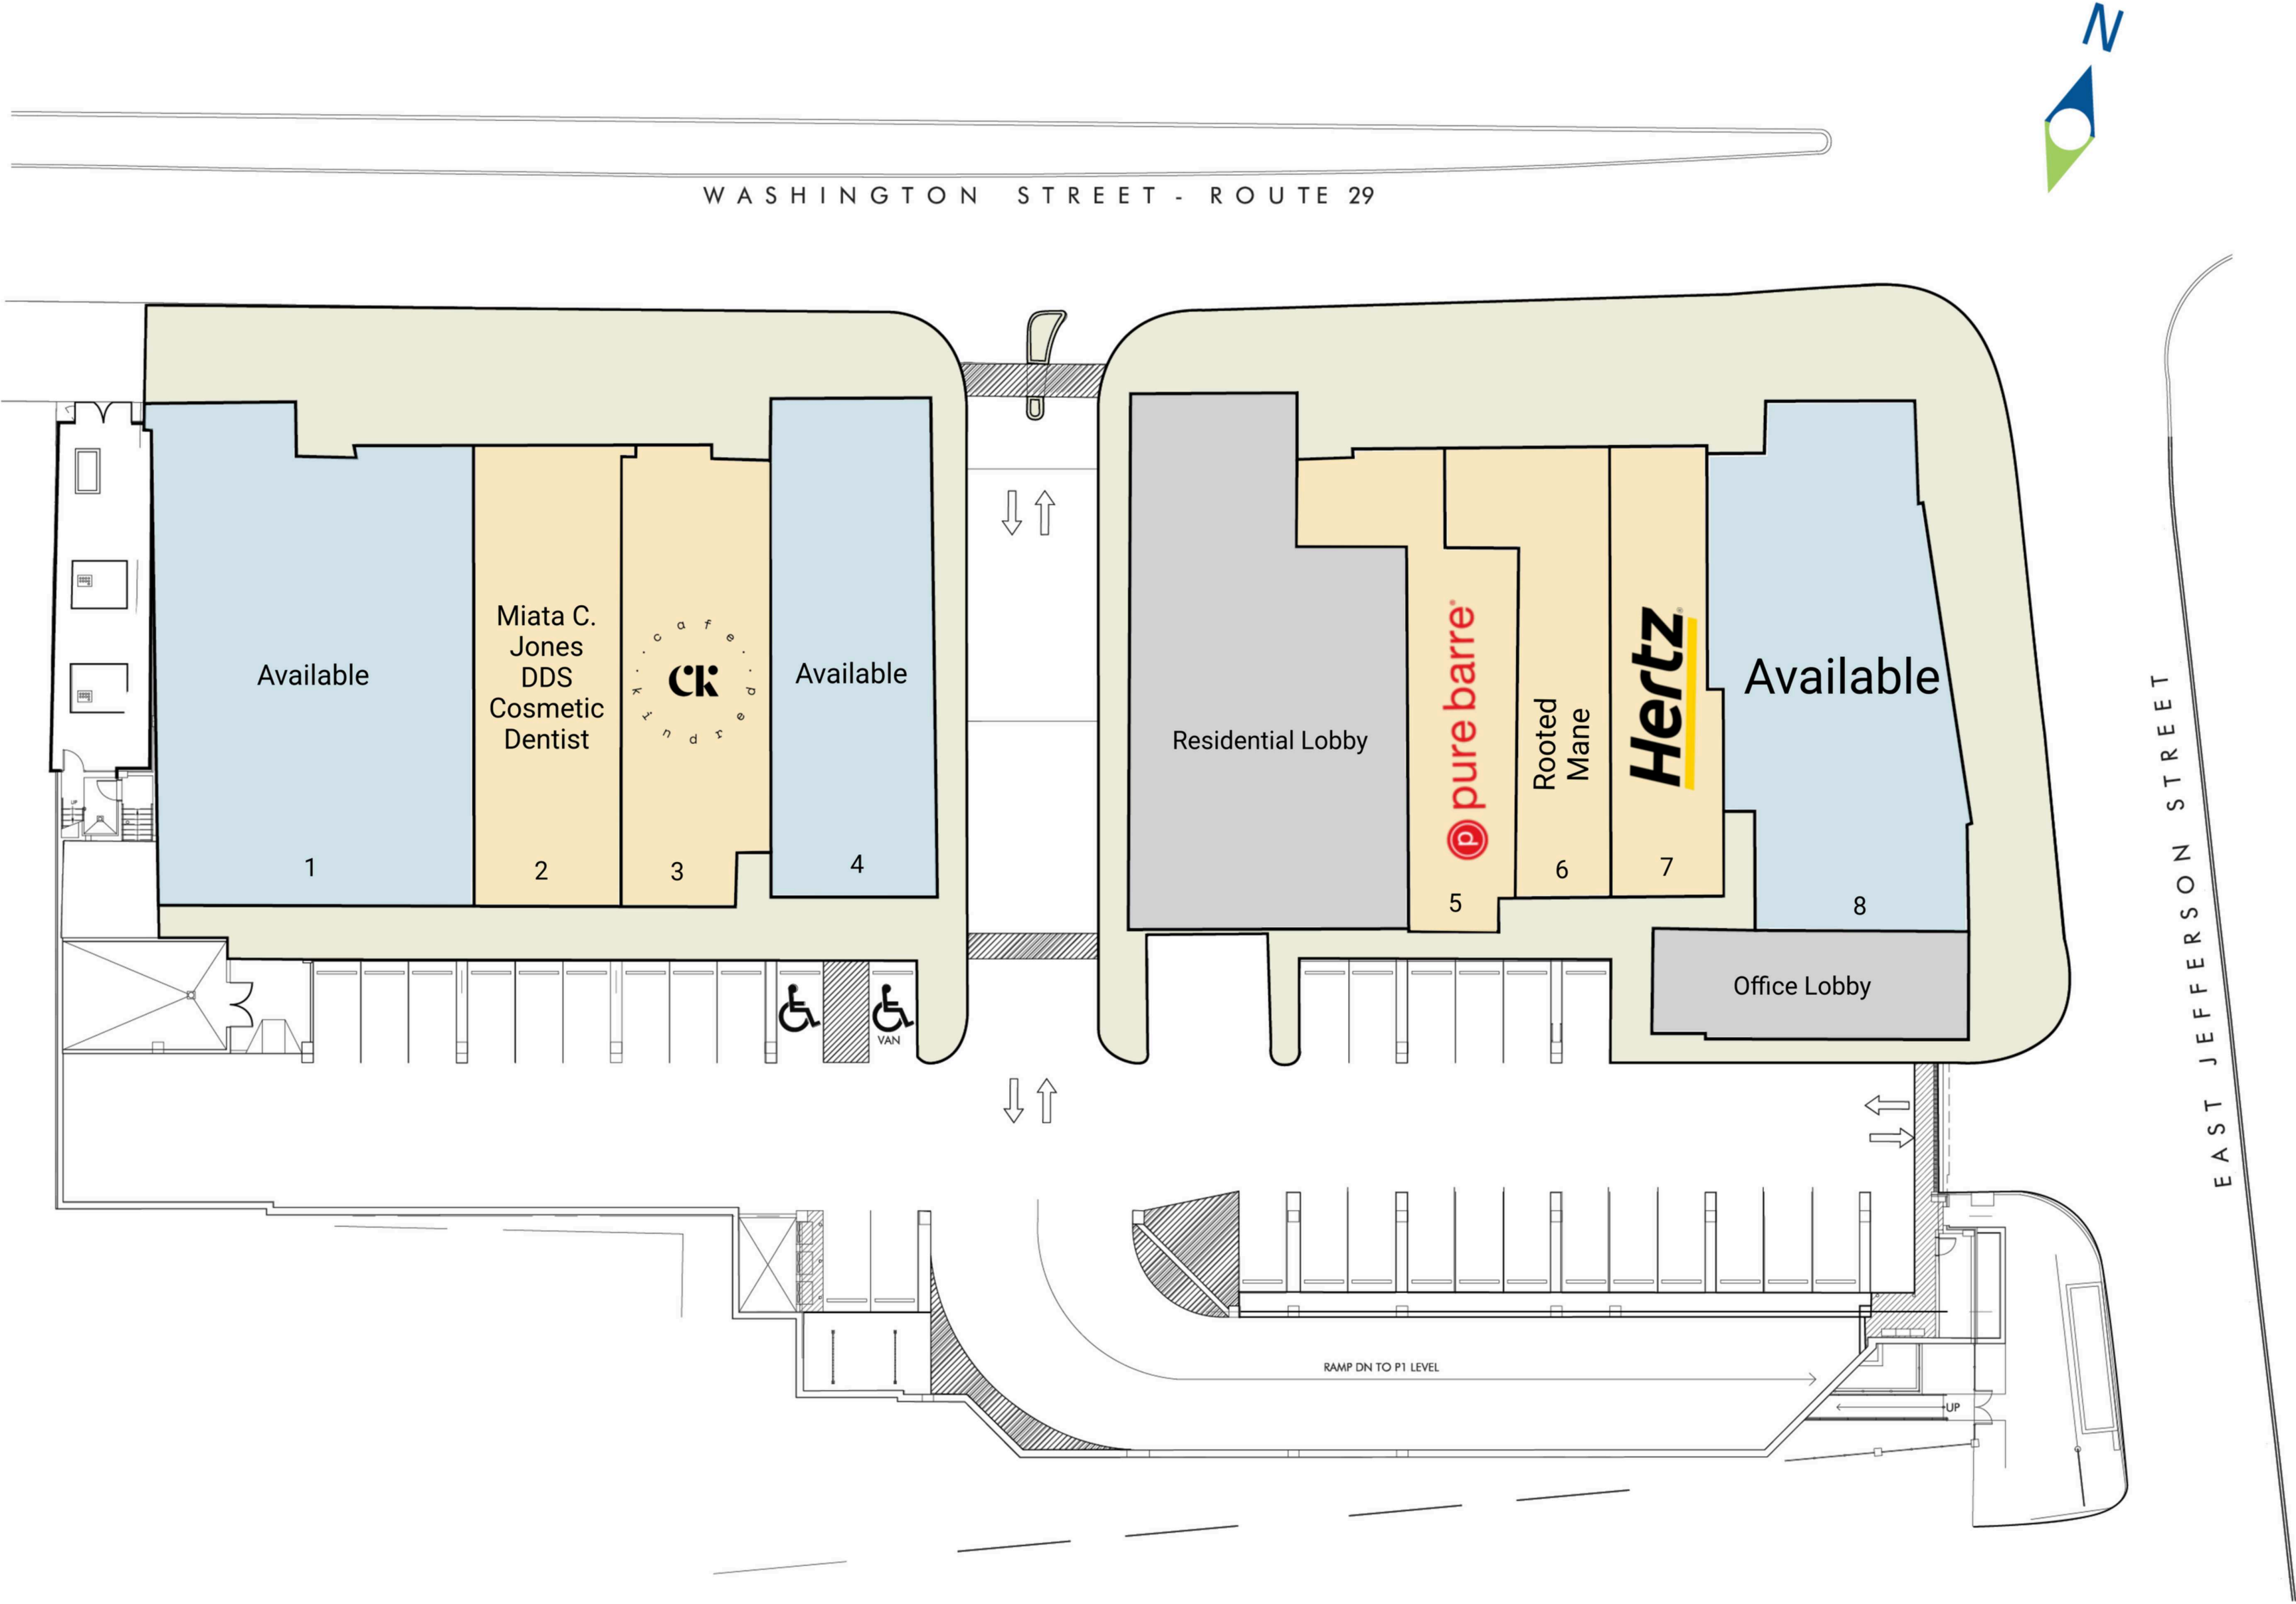 N
WASHINGTON STREET - ROUTE 29
Available
1
Miata C.
Jones
DDS
Cosmetic
Dentist
2
cafe kindred
CK
3
Available
4
Residential Lobby
pure barre®
p
5
Rooted
Mane
6
Hertz®
7
Available
8
Office Lobby
EAST JEFFERSON STREET
VAN
UP
RAMP DN TO P1 LEVEL
UP